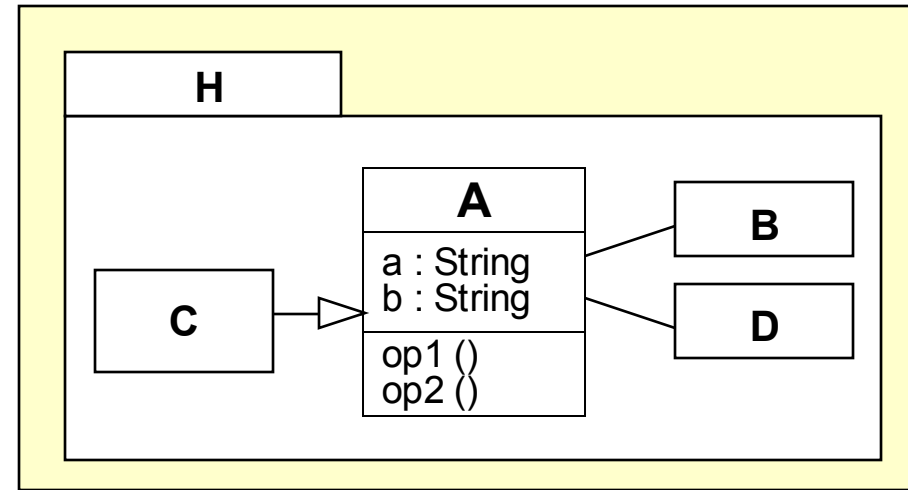 H
A
a : String
b : String
op1 ()
op2 ()
C
B
D